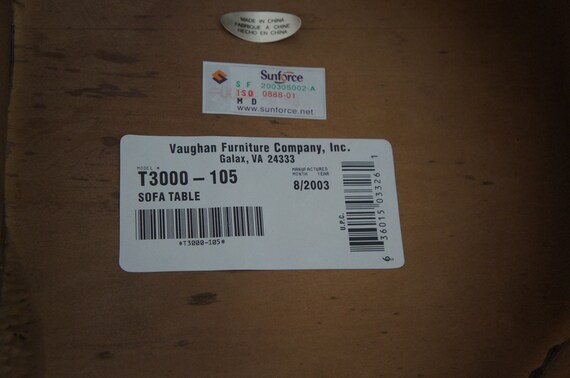 MADE IN CHINA
FABRIQUE A CHINE
HECHO EN CHINA
Sunforce
S F 200305002-A
ISO 0888-01
M D
www.sunforce.net
Vaughan Furniture Company, Inc.
Galax, VA 24333
MODEL #
MANUFACTURED
MONTH YEAR
T3000-105
8/2003
SOFA TABLE
*T3000-105*
U.P.C.
6 36015 03326 1